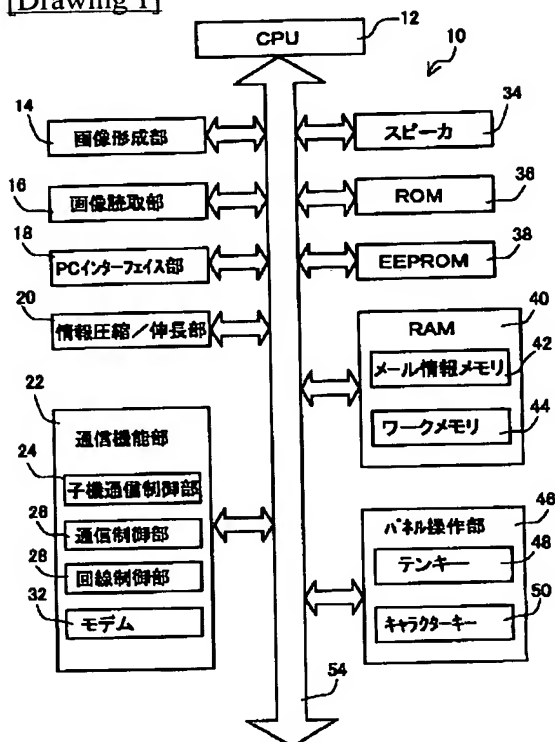 [Drawing 1]
CPU
12
10
14
画像形成部
16
画像読取部
18
PCインターフェイス部
20
情報圧縮／伸長部
22
通信機能部
24
子機通信制御部
26
通信制御部
28
回線制御部
32
モデム
スピーカ
34
ROM
36
EEPROM
38
RAM
40
メール情報メモリ
42
ワークメモリ
44
パネル操作部
46
テンキー
48
キャラクターキー
50
54